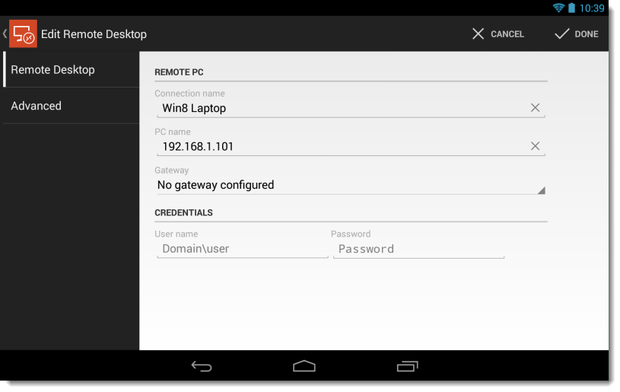 10:39
Edit Remote Desktop
CANCEL
DONE
Remote Desktop
Advanced
REMOTE PC
Connection name
Win8 Laptop
PC name
192.168.1.101
Gateway
No gateway configured
CREDENTIALS
User name Password
Domain\user Password